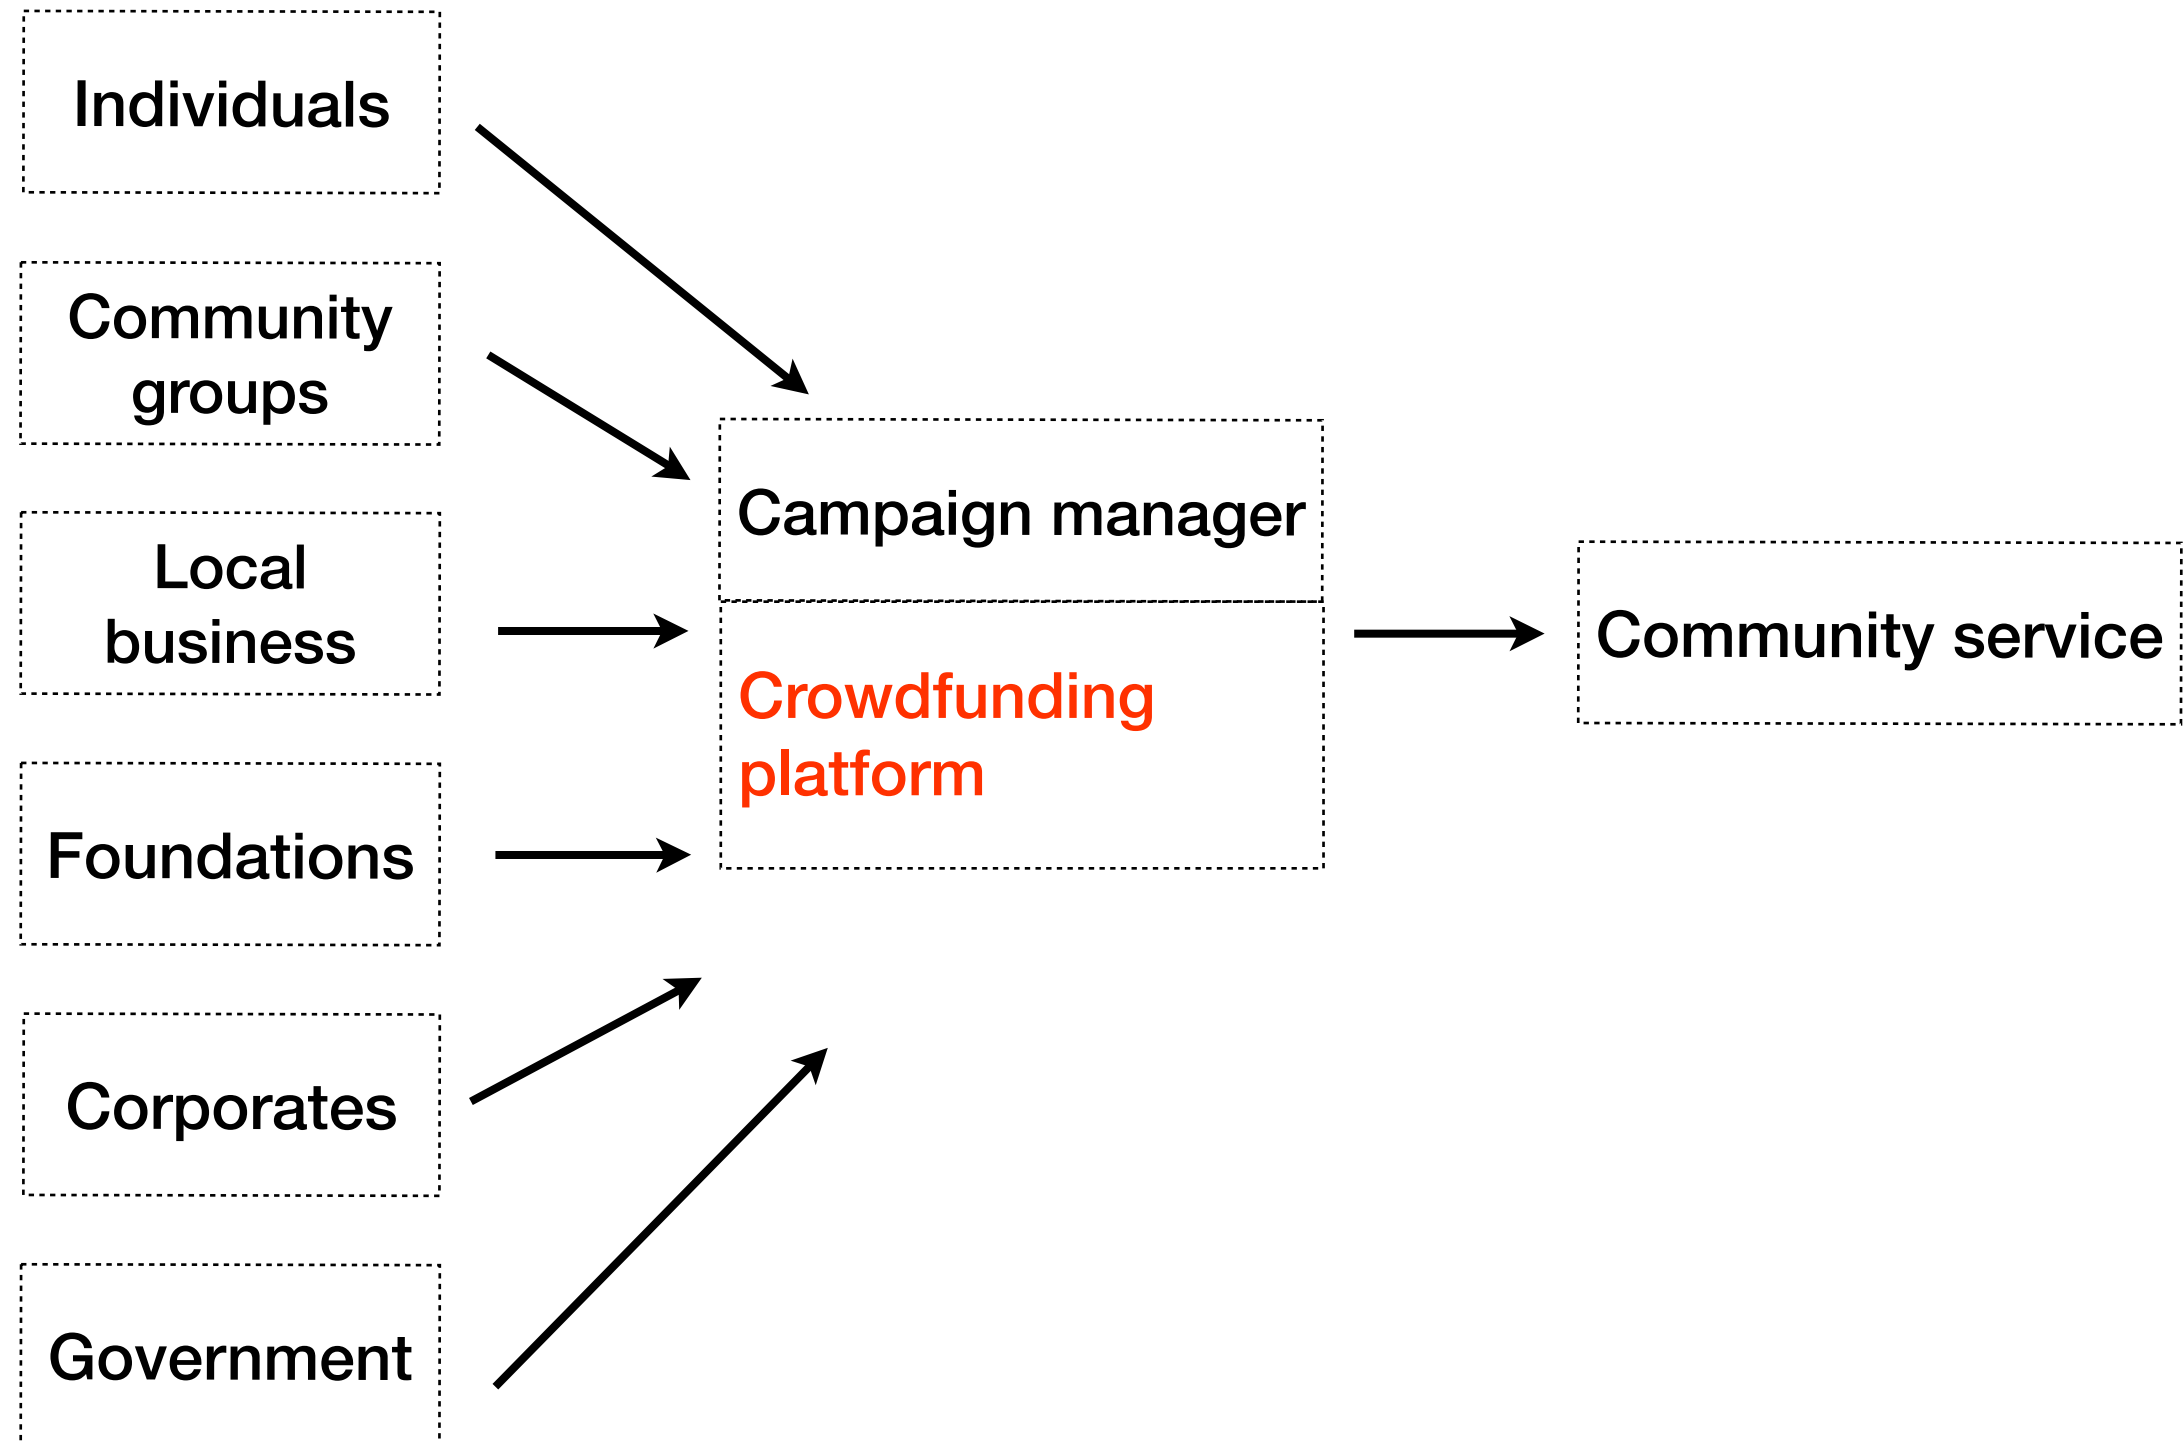 Individuals
Community
groups
Local
business
Foundations
Corporates
Government
Campaign manager
Crowdfunding
platform
Community service